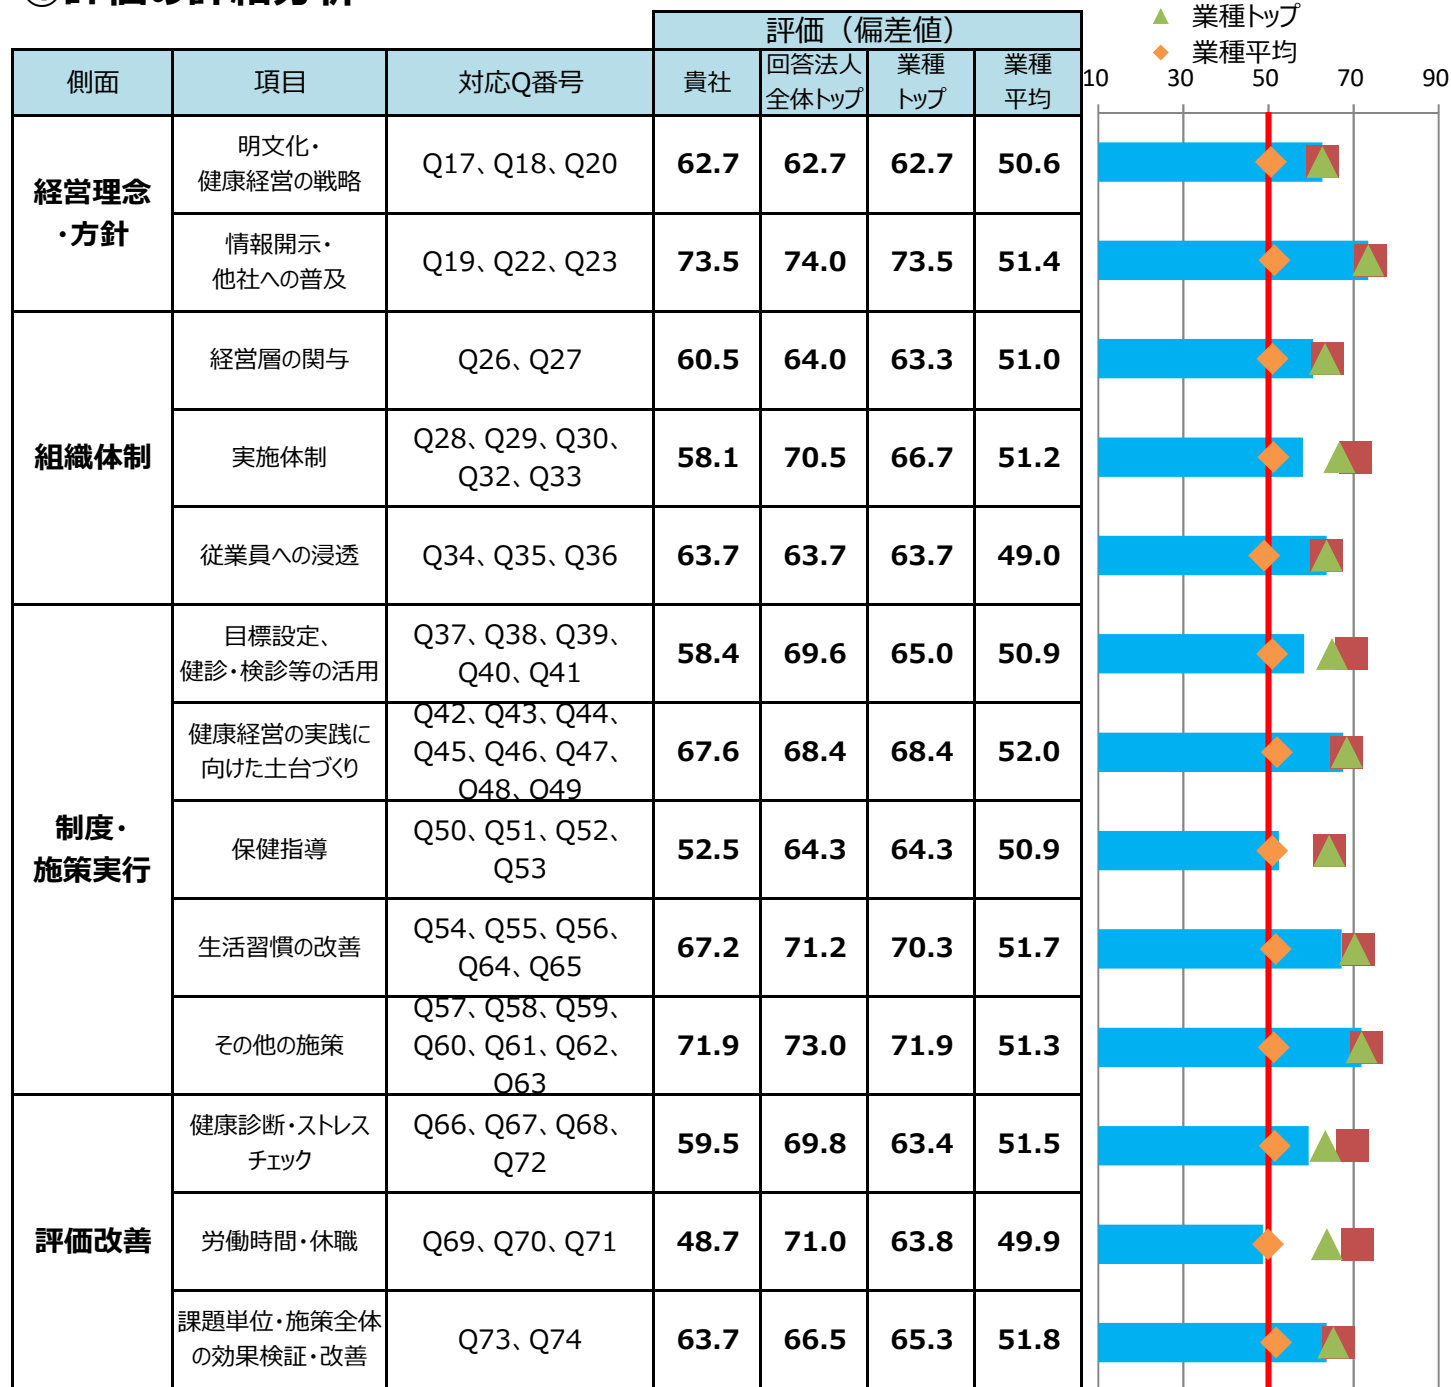 評価（偏差値）
側面 項目 対応Q番号 貴社 回答法人全体トップ 業種トップ 業種平均
業種トップ
業種平均
10 30 50 70 90
経営理念・方針
明文化・健康経営の戦略 Q17、Q18、Q20 62.7 62.7 62.7 50.6
情報開示・他社への普及 Q19、Q22、Q23 73.5 74.0 73.5 51.4
組織体制
経営層の関与 Q26、Q27 60.5 64.0 63.3 51.0
実施体制 Q28、Q29、Q30、Q32、Q33 58.1 70.5 66.7 51.2
従業員への浸透 Q34、Q35、Q36 63.7 63.7 63.7 49.0
制度・施策実行
目標設定、健診・検診等の活用 Q37、Q38、Q39、Q40、Q41 58.4 69.6 65.0 50.9
健康経営の実践に向けた土台づくり Q42、Q43、Q44、Q45、Q46、Q47、Q48、Q49 67.6 68.4 68.4 52.0
保健指導 Q50、Q51、Q52、Q53 52.5 64.3 64.3 50.9
生活習慣の改善 Q54、Q55、Q56、Q64、Q65 67.2 71.2 70.3 51.7
その他の施策 Q57、Q58、Q59、Q60、Q61、Q62、Q63 71.9 73.0 71.9 51.3
評価改善
健康診断・ストレスチェック Q66、Q67、Q68、Q72 59.5 69.8 63.4 51.5
労働時間・休職 Q69、Q70、Q71 48.7 71.0 63.8 49.9
課題単位・施策全体の効果検証・改善 Q73、Q74 63.7 66.5 65.3 51.8